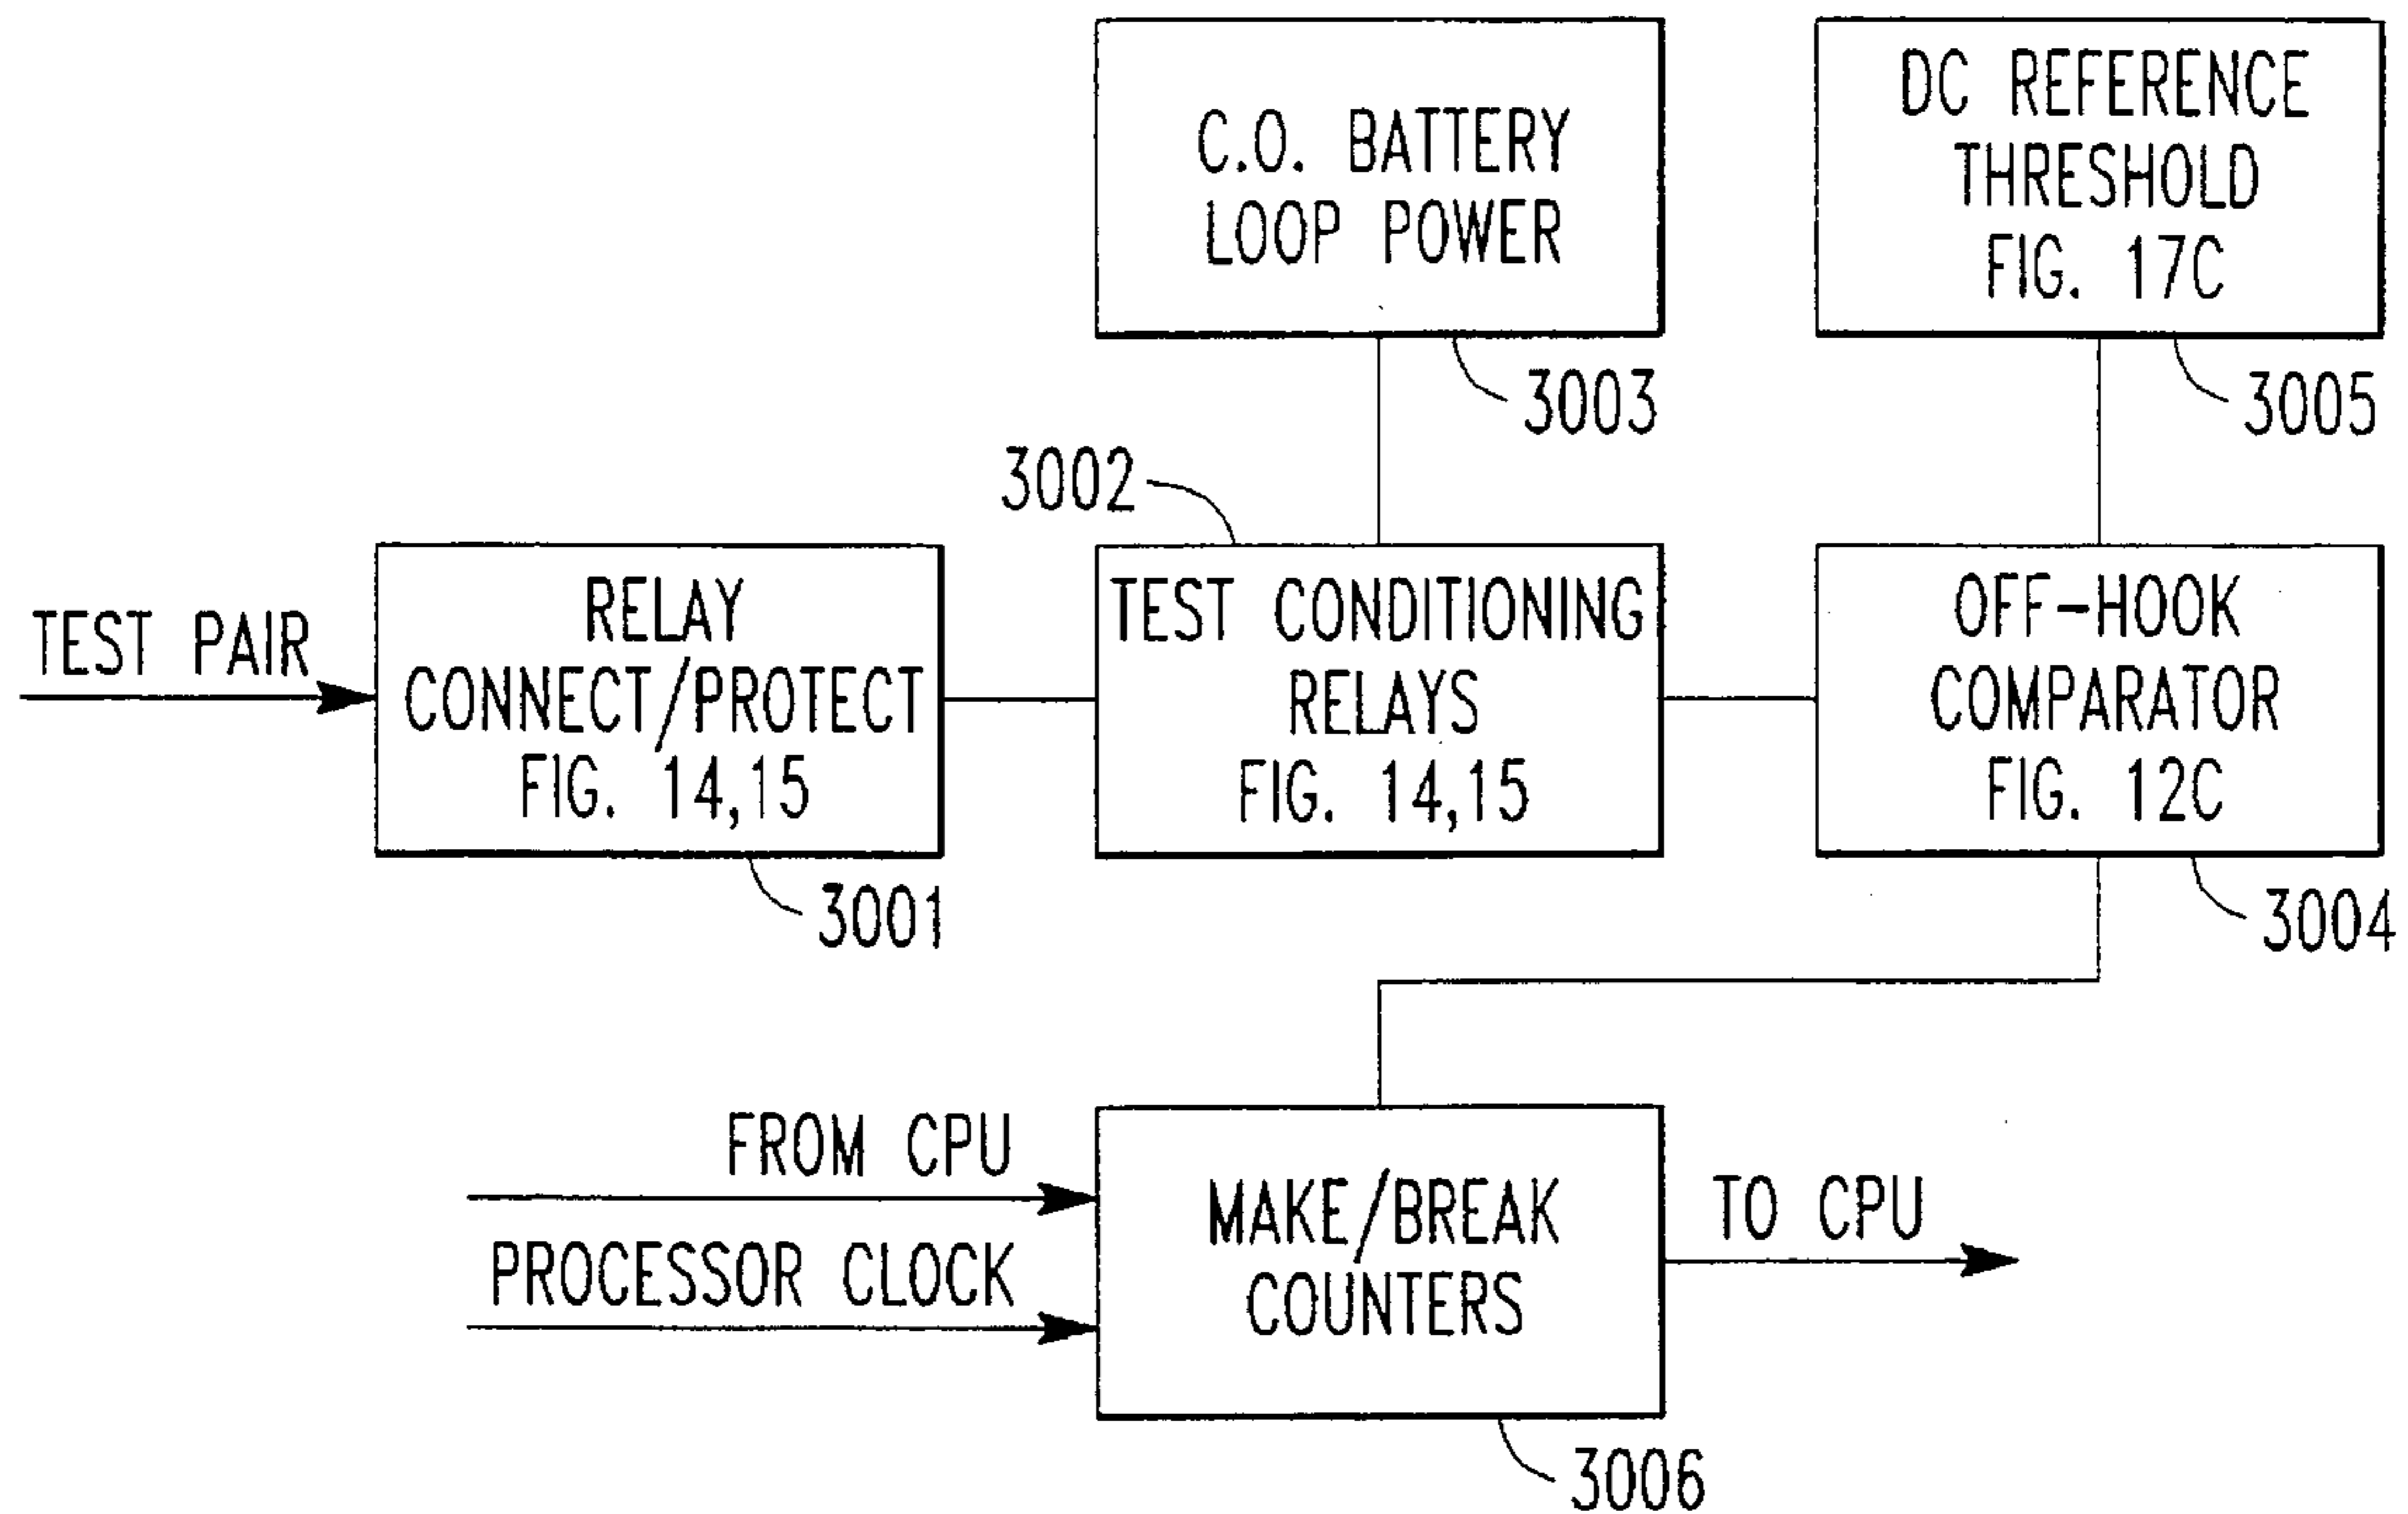 C.O. BATTERY
LOOP POWER
3003
DC REFERENCE
THRESHOLD
FIG. 17C
3005
3002
TEST PAIR
RELAY
CONNECT/PROTECT
FIG. 14,15
3001
TEST CONDITIONING
RELAYS
FIG. 14,15
OFF-HOOK
COMPARATOR
FIG. 12C
3004
FROM CPU
PROCESSOR CLOCK
MAKE/BREAK
COUNTERS
3006
TO CPU